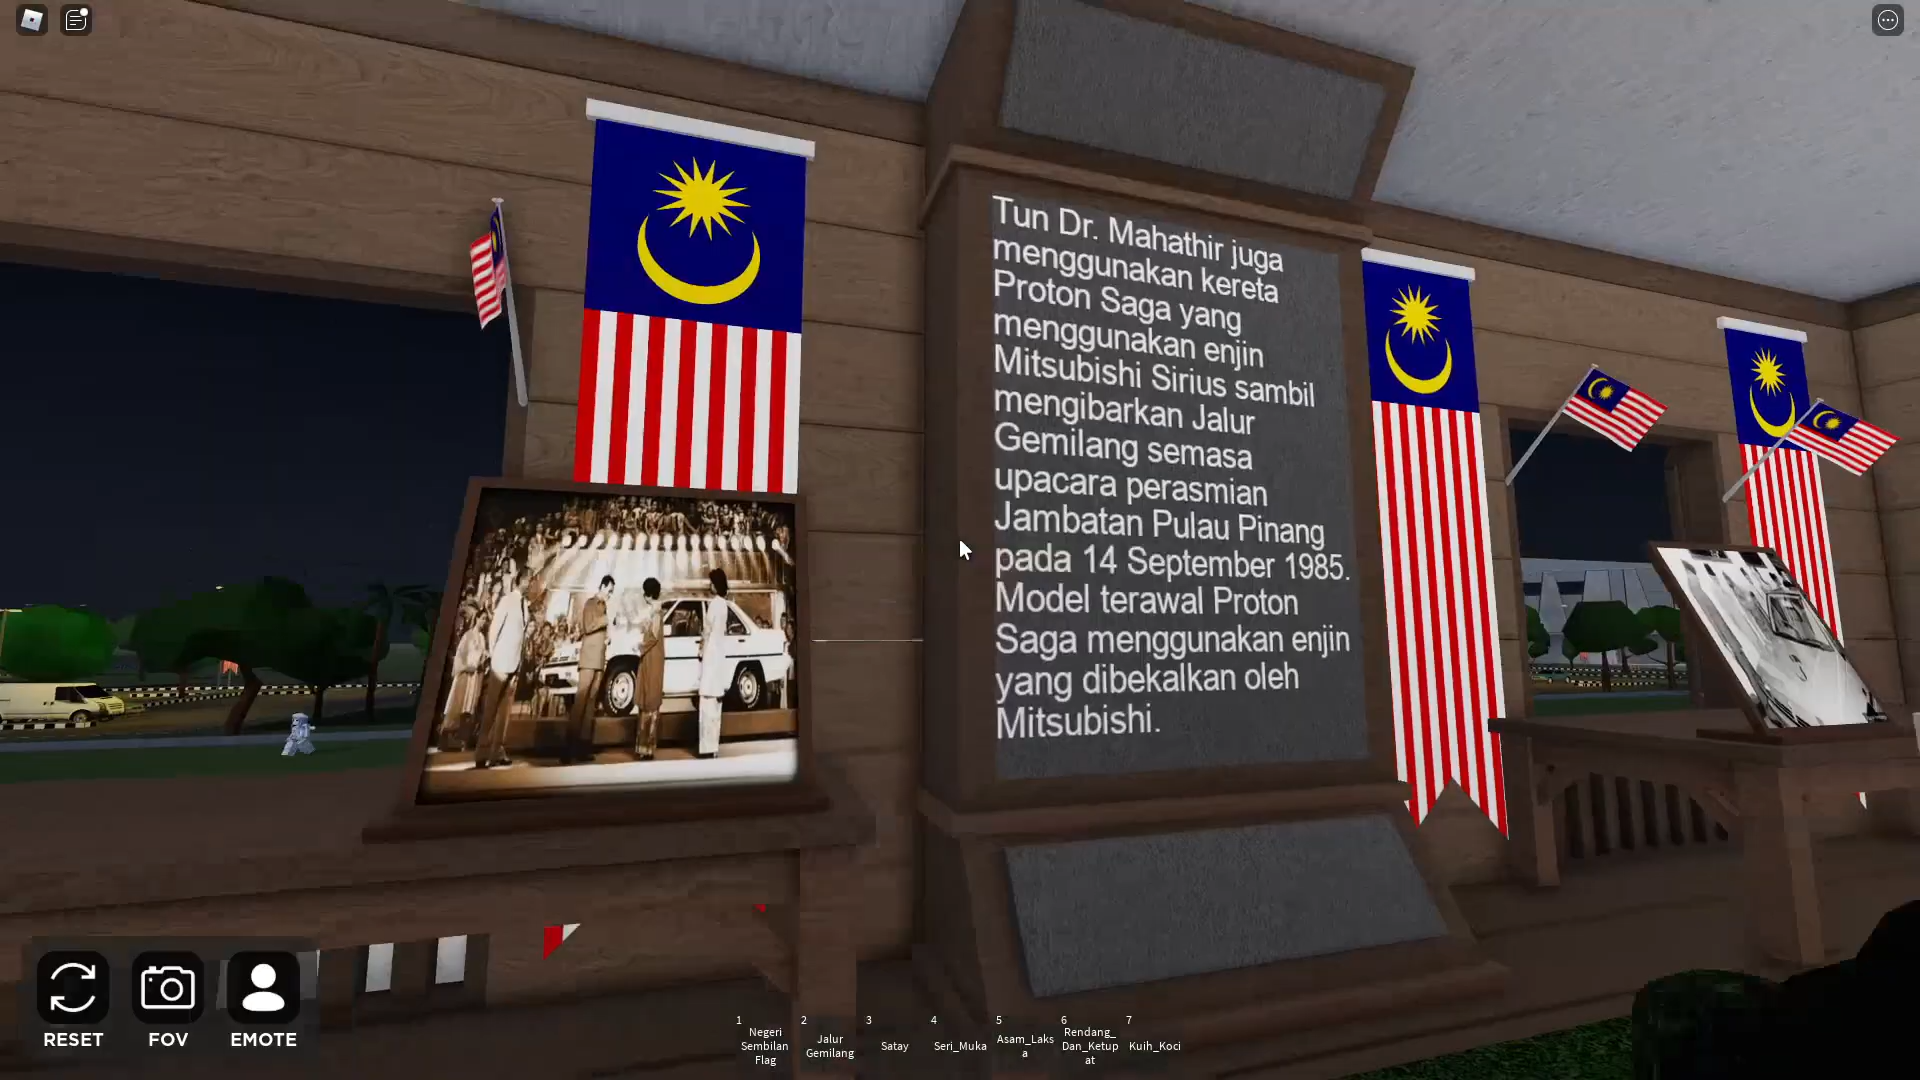 Tun Dr. Mahathir juga
menggunakan kereta
Proton Saga yang
menggunakan enjin
Mitsubishi Sirius sambil
mengibarkan Jalur
Gemilang semasa
upacara perasmian
Jambatan Pulau Pinang
pada 14 September 1985.
Model terawal Proton
Saga menggunakan enjin
yang dibekalkan oleh
Mitsubishi.
RESET
FOV
EMOTE
1
Negeri
Sembilan
Flag
2
Jalur
Gemilang
3
Satay
4
Seri_Muka
5
Asam_Laks
a
6
Rendang_
Dan_Ketup
at
7
Kuih_Koci